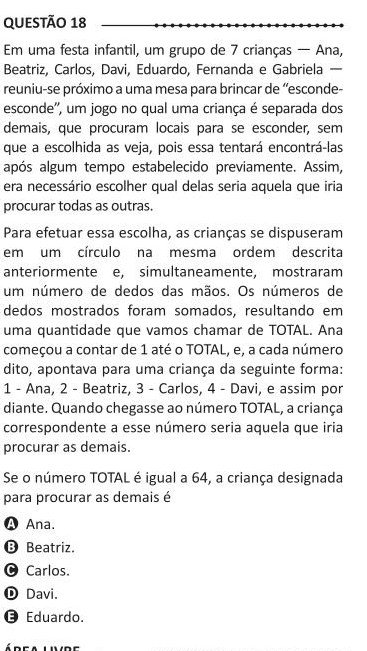 QUESTÃO 18
Em uma festa infantil, um grupo de 7 crianças — Ana,
Beatriz, Carlos, Davi, Eduardo, Fernanda e Gabriela —
reuniu-se próximo a uma mesa para brincar de “esconde-
esconde”, um jogo no qual uma criança é separada dos
demais, que procuram locais para se esconder, sem
que a escolhida as veja, pois essa tentará encontrá-las
após algum tempo estabelecido previamente. Assim,
era necessário escolher qual delas seria aquela que iria
procurar todas as outras.
Para efetuar essa escolha, as crianças se dispuseram
em um círculo na mesma ordem descrita
anteriormente e, simultaneamente, mostraram
um número de dedos das mãos. Os números de
dedos mostrados foram somados, resultando em
uma quantidade que vamos chamar de TOTAL. Ana
começou a contar de 1 até o TOTAL, e, a cada número
dito, apontava para uma criança da seguinte forma:
1 - Ana, 2 - Beatriz, 3 - Carlos, 4 - Davi, e assim por
diante. Quando chegasse ao número TOTAL, a criança
correspondente a esse número seria aquela que iria
procurar as demais.
Se o número TOTAL é igual a 64, a criança designada
para procurar as demais é
A Ana.
B Beatriz.
C Carlos.
D Davi.
E Eduardo.
ÁREA LIVRE